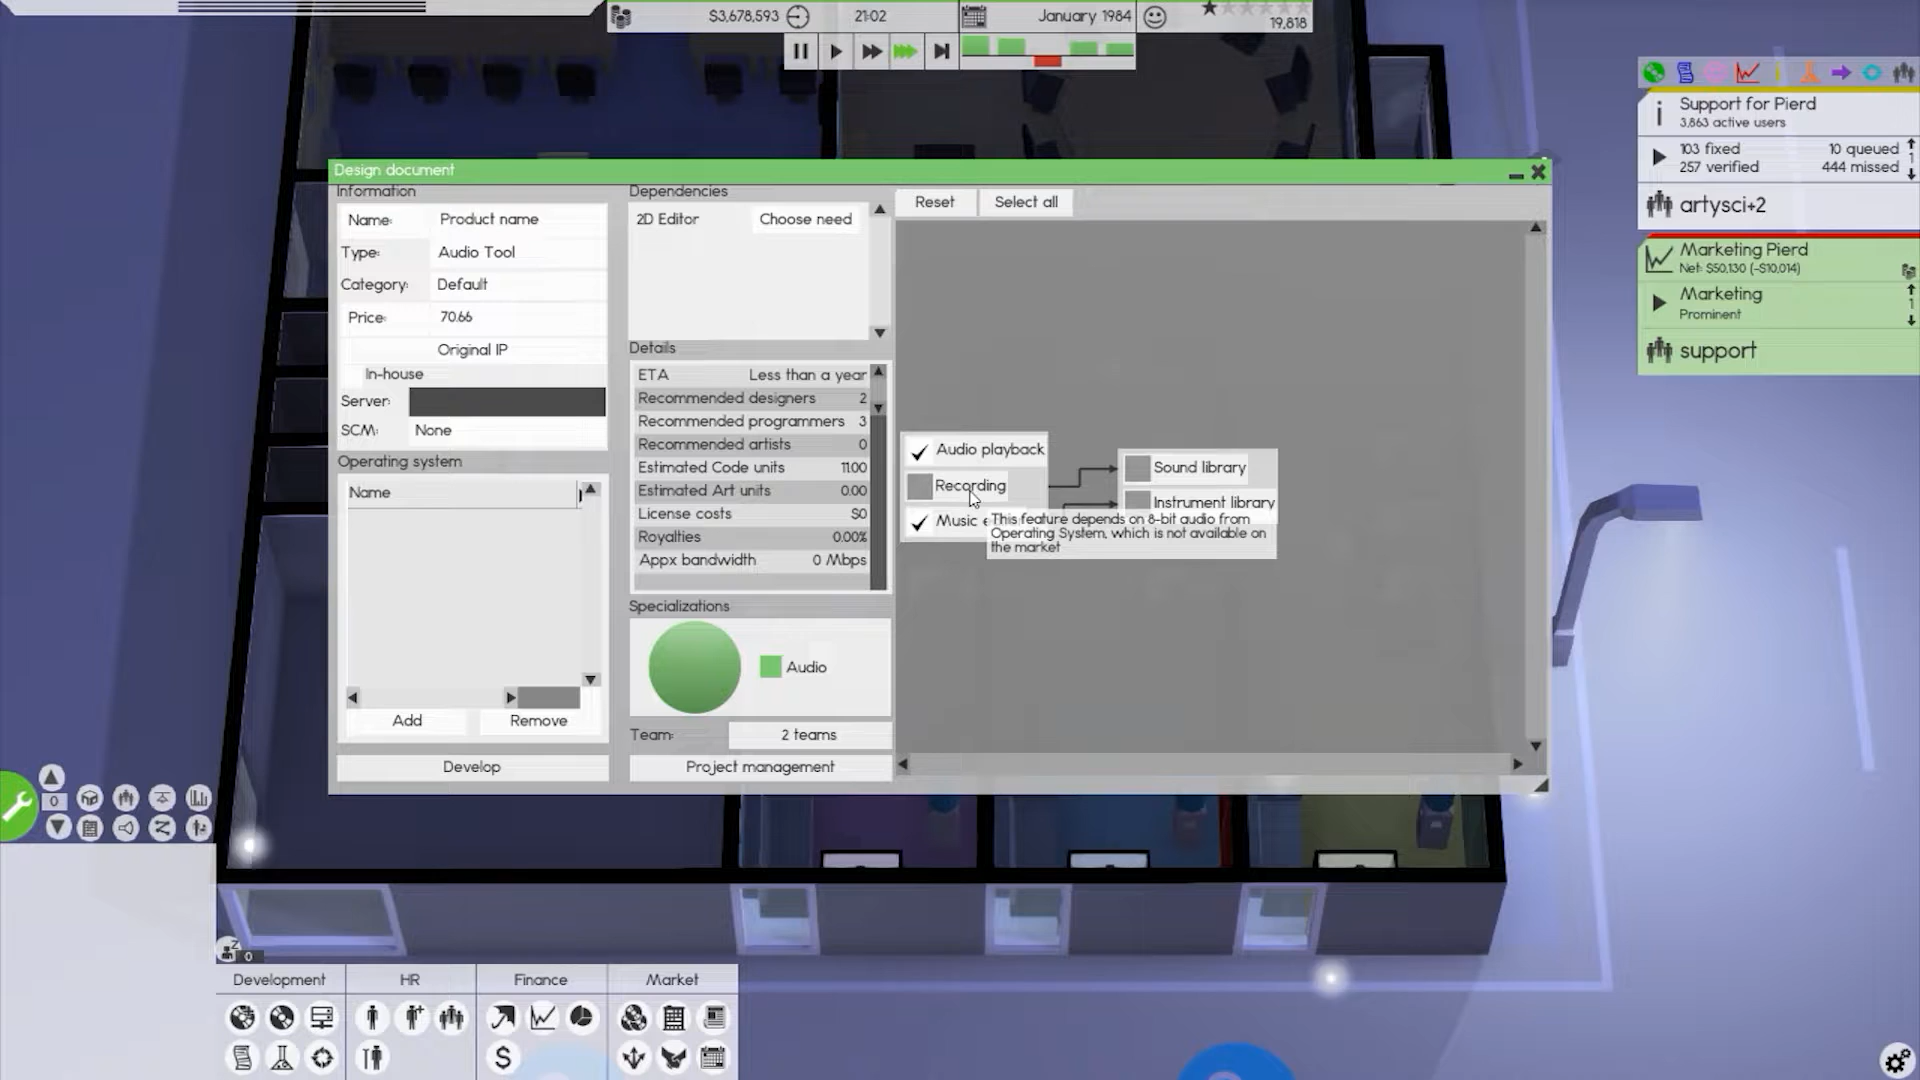 $3,678,593
21:02
January 1984
19,818
Support for Pierd
3,863 active users
103 fixed
10 queued
257 verified
444 missed
1
artysci+2
Marketing Pierd
Net: $50,130 (-$10,014)
Marketing
Prominent
1
support
Design document
Information
Name: Product name
Type: Audio Tool
Category: Default
Price: 70.66
Original IP
In-house
Server:
SCM: None
Operating system
Name
Add
Remove
Develop
Dependencies
2D Editor
Choose need
Details
ETA Less than a year
Recommended designers 2
Recommended programmers 3
Recommended artists 0
Estimated Code units 11.00
Estimated Art units 0.00
License costs $0
Royalties 0.00%
Appx bandwidth 0 Mbps
Specializations
Audio
Team: 2 teams
Project management
Reset
Select all
Audio playback
Recording
Music e
Sound library
Instrument library
This feature depends on 8-bit audio from
Operating System, which is not available on
the market
0
z
0
Development
HR
Finance
Market